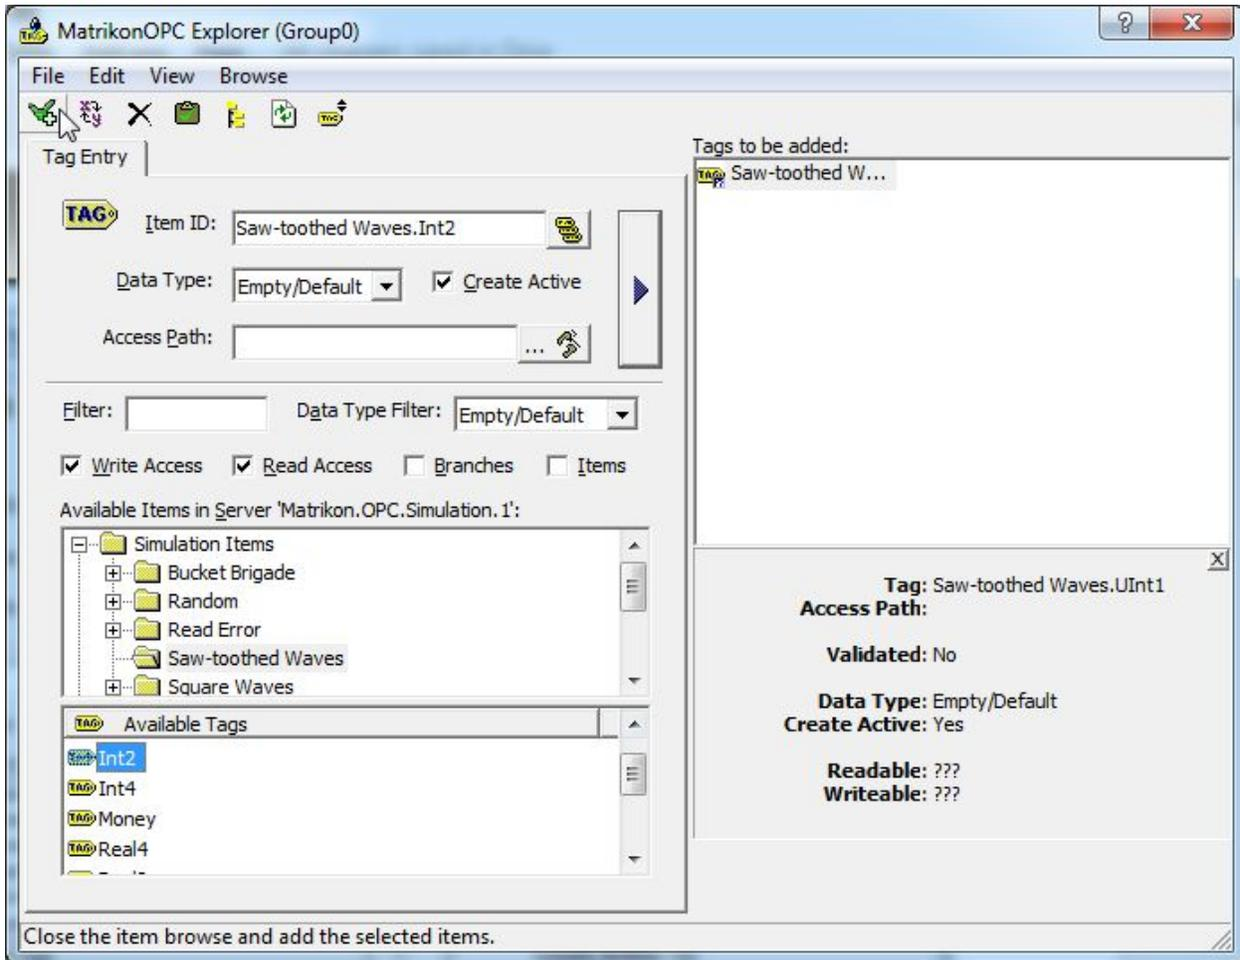 MatrikonOPC Explorer (Group0)
File Edit View Browse
Tag Entry
TAG Item ID: Saw-toothed Waves.Int2
Data Type: Empty/Default Create Active
Access Path: ...
Filter: Data Type Filter: Empty/Default
Write Access Read Access Branches Items
Available Items in Server 'Matrikon.OPC.Simulation.1':
Simulation Items
Bucket Brigade
Random
Read Error
Saw-toothed Waves
Square Waves
TAG Available Tags
Int2
TAG Int4
TAG Money
TAG Real4
Tags to be added:
TAG Saw-toothed W...
X
Tag: Saw-toothed Waves.UInt1
Access Path:
Validated: No
Data Type: Empty/Default
Create Active: Yes
Readable: ???
Writeable: ???
Close the item browse and add the selected items.